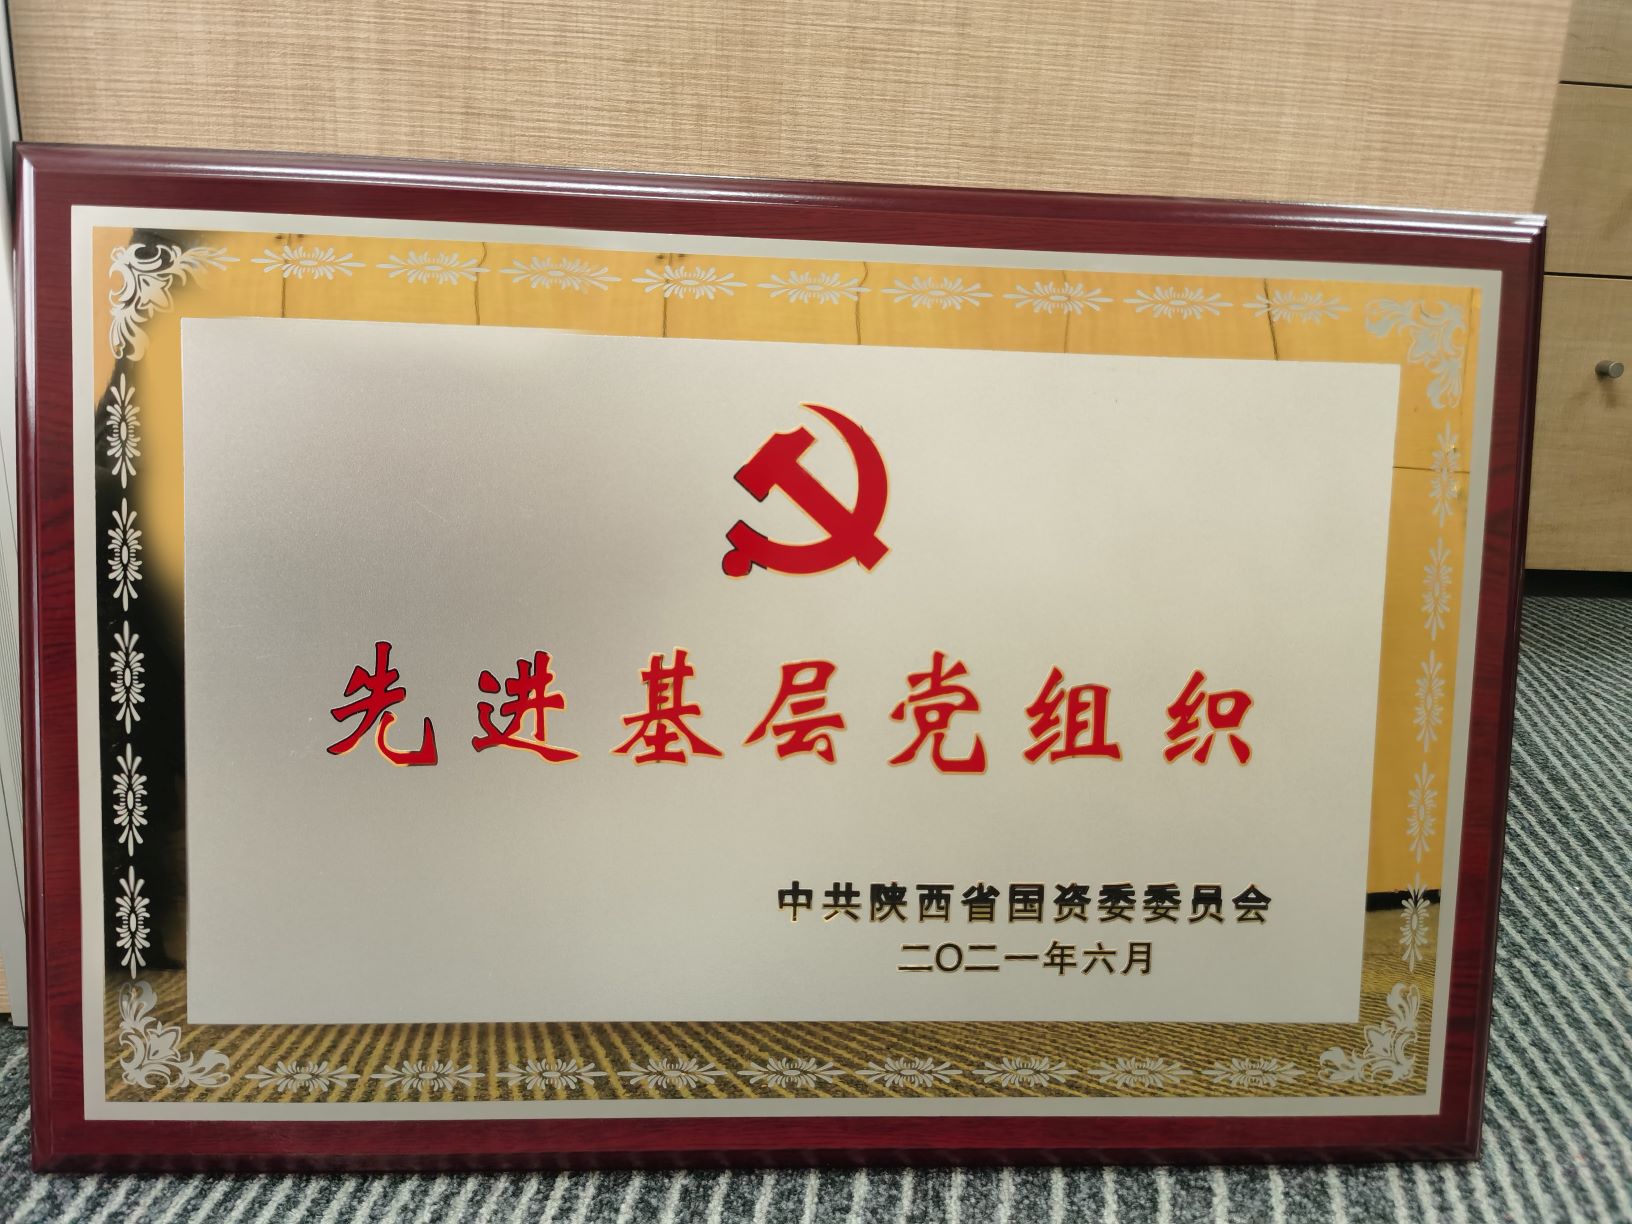 先进基层党组织
中共陕西省国资委委员会
二〇二一年六月